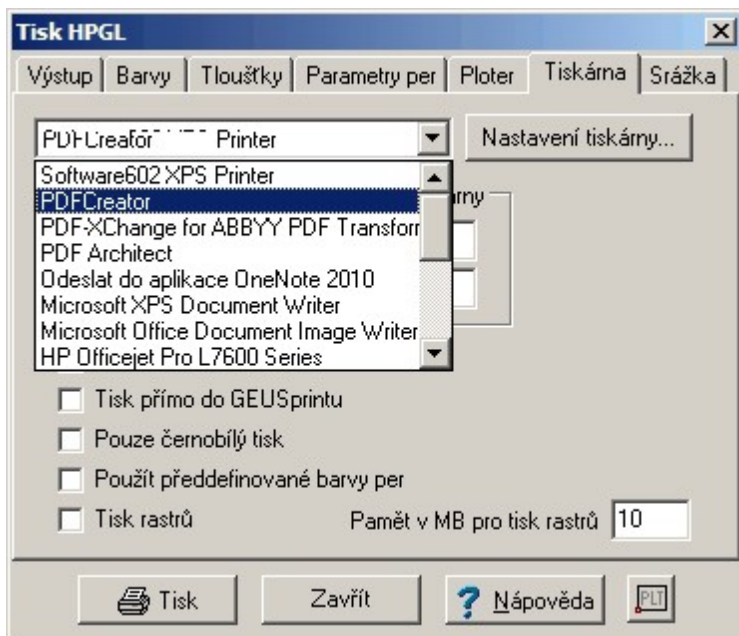 Tisk HPGL
Výstup Barvy Tloušťky Parametry per Ploter Tiskárna Srážka
PDFCreator Printer Nastavení tiskárny...
Software602 XPS Printer
PDFCreator
PDF-XChange for ABBYY PDF Transform
PDF Architect
Odeslat do aplikace OneNote 2010
Microsoft XPS Document Writer
Microsoft Office Document Image Writer
HP Officejet Pro L7600 Series
Tisk přímo do GEUSprintu
Pouze černobílý tisk
Použít předdefinované barvy per
Tisk rastrů Pamět v MB pro tisk rastrů 10
Tisk Zavřít Nápověda PLT